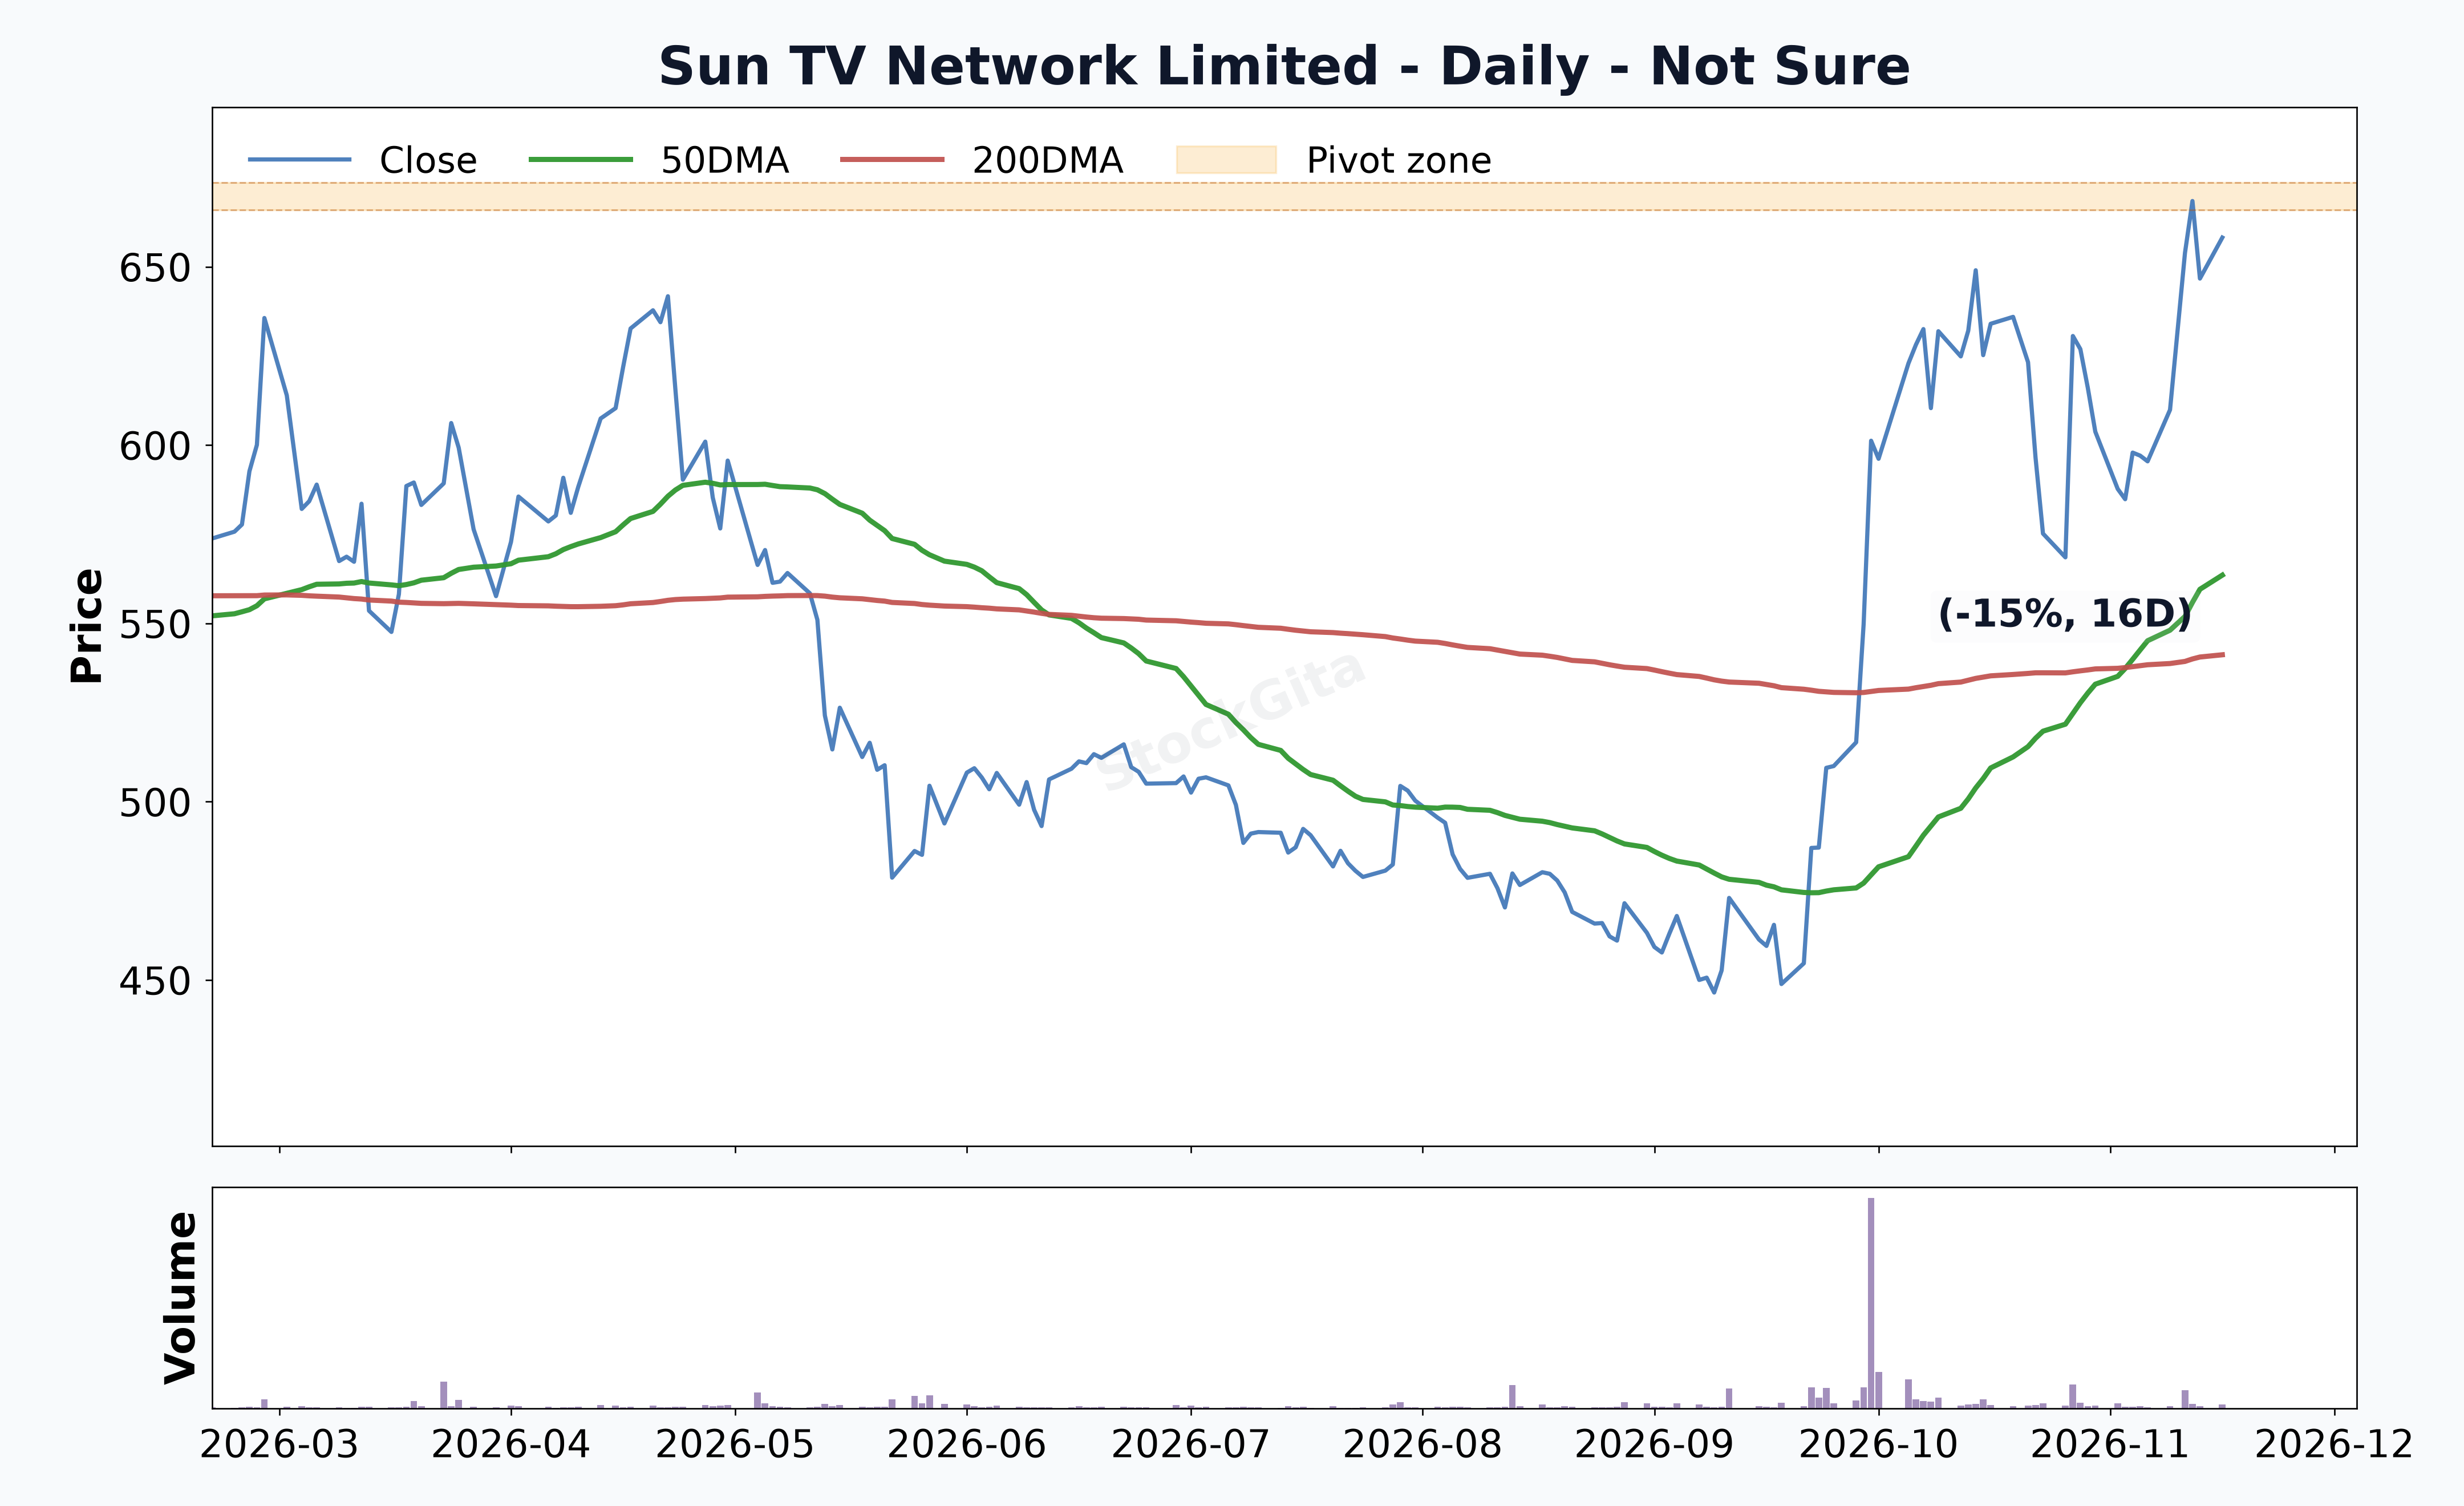 Sun TV Network Limited - Daily - Not Sure
Close 50DMA 200DMA Pivot zone
650
600
550
500
450
Price
(-15%, 16D)
StockGita
Volume
2026-03 2026-04 2026-05 2026-06 2026-07 2026-08 2026-09 2026-10 2026-11 2026-12